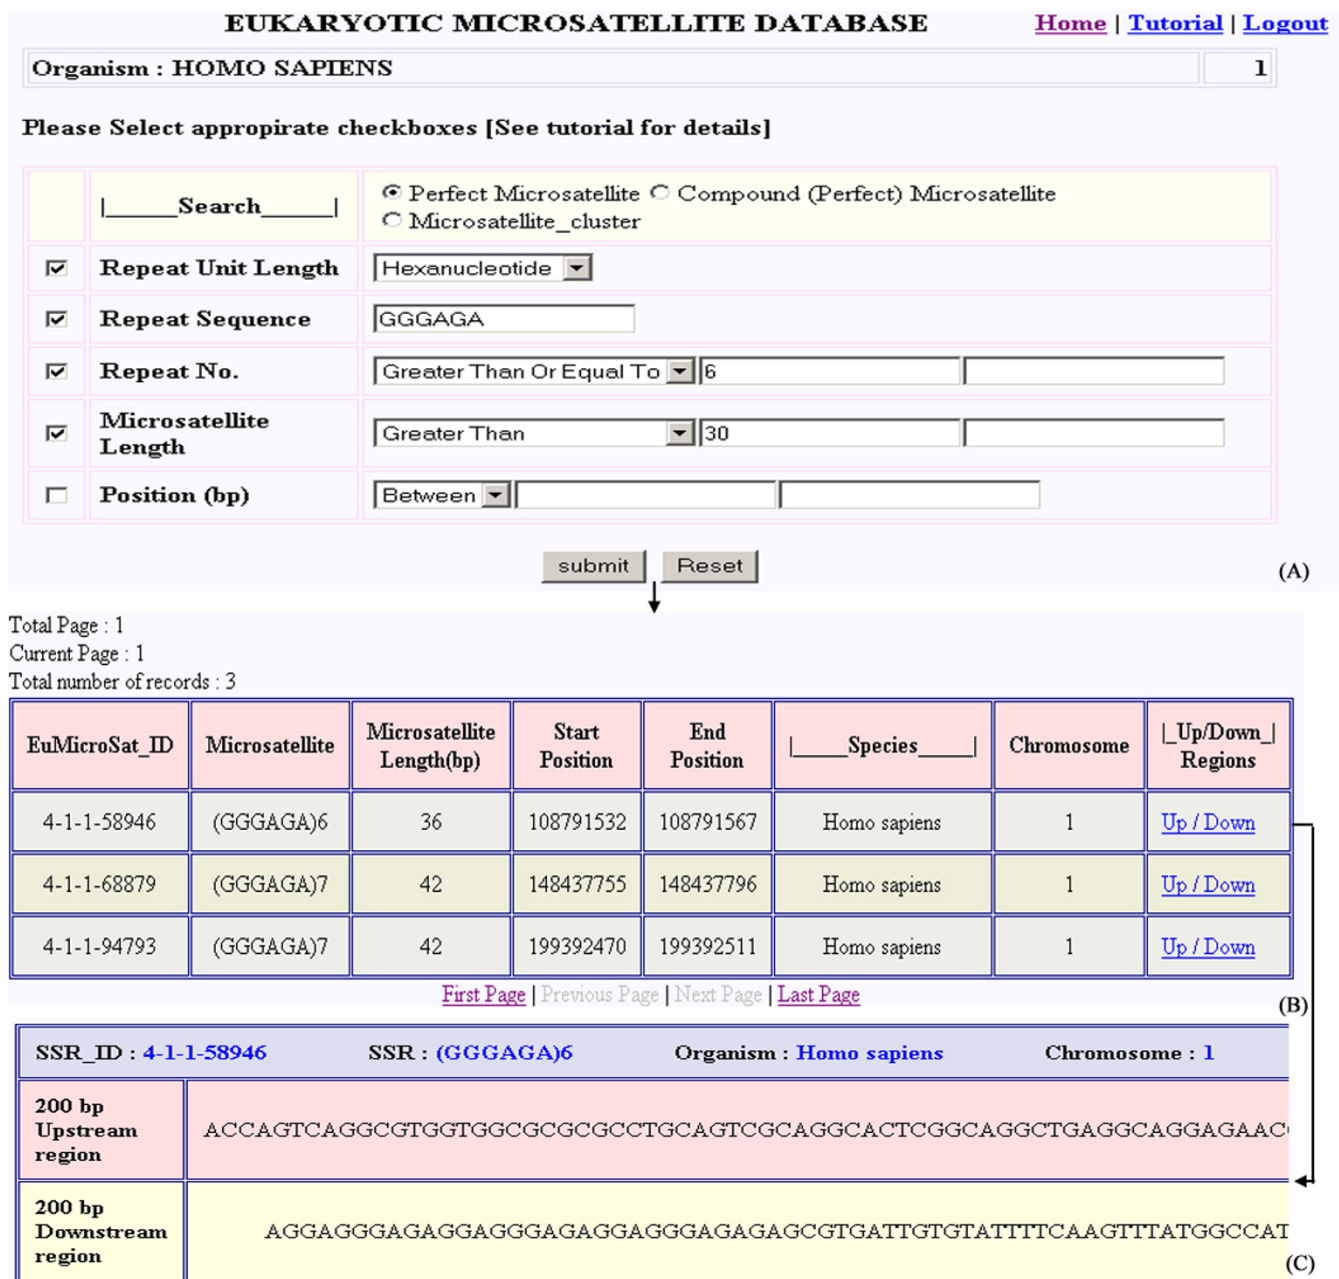 EUKARYOTIC MICROSATELLITE DATABASE Home | Tutorial | Logout
Organism : HOMO SAPIENS 1
Please Select appropirate checkboxes [See tutorial for details]
|_____Search_____| Perfect Microsatellite Compound (Perfect) Microsatellite
Microsatellite_cluster
Repeat Unit Length Hexanucleotide
Repeat Sequence GGGAGA
Repeat No. Greater Than Or Equal To 6
Microsatellite
Length Greater Than 30
Position (bp) Between
submit Reset
(A)
Total Page : 1
Current Page : 1
Total number of records : 3
EuMicroSat_ID Microsatellite Microsatellite Length(bp) Start Position End Position |_____Species_____| Chromosome |_Up/Down_| Regions
4-1-1-58946 (GGGAGA)6 36 108791532 108791567 Homo sapiens 1 Up / Down
4-1-1-68879 (GGGAGA)7 42 148437755 148437796 Homo sapiens 1 Up / Down
4-1-1-94793 (GGGAGA)7 42 199392470 199392511 Homo sapiens 1 Up / Down
First Page | Previous Page | Next Page | Last Page
(B)
SSR_ID : 4-1-1-58946 SSR : (GGGAGA)6 Organism : Homo sapiens Chromosome : 1
200 bp
Upstream
region
ACCAGTCAGGCGTGGTGGCGCGCGCCTGCAGTCGCAGGCACTCGGCAGGCTGAGGCAGGAGAAC
200 bp
Downstream
region
AGGAGGGAGAGGAGGGAGAGGAGGGAGAGAGCGTGATTGTGTATTTTCAAGTTTATGGCCAT
(C)